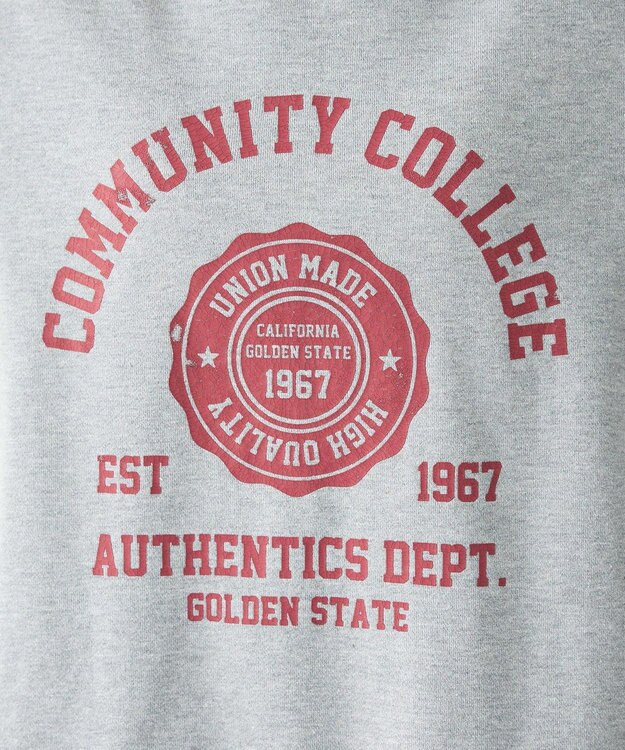 COMMUNITY COLLEGE
UNION MADE
CALIFORNIA
GOLDEN STATE
1967
HIGH QUALITY
EST 1967
AUTHENTICS DEPT.
GOLDEN STATE